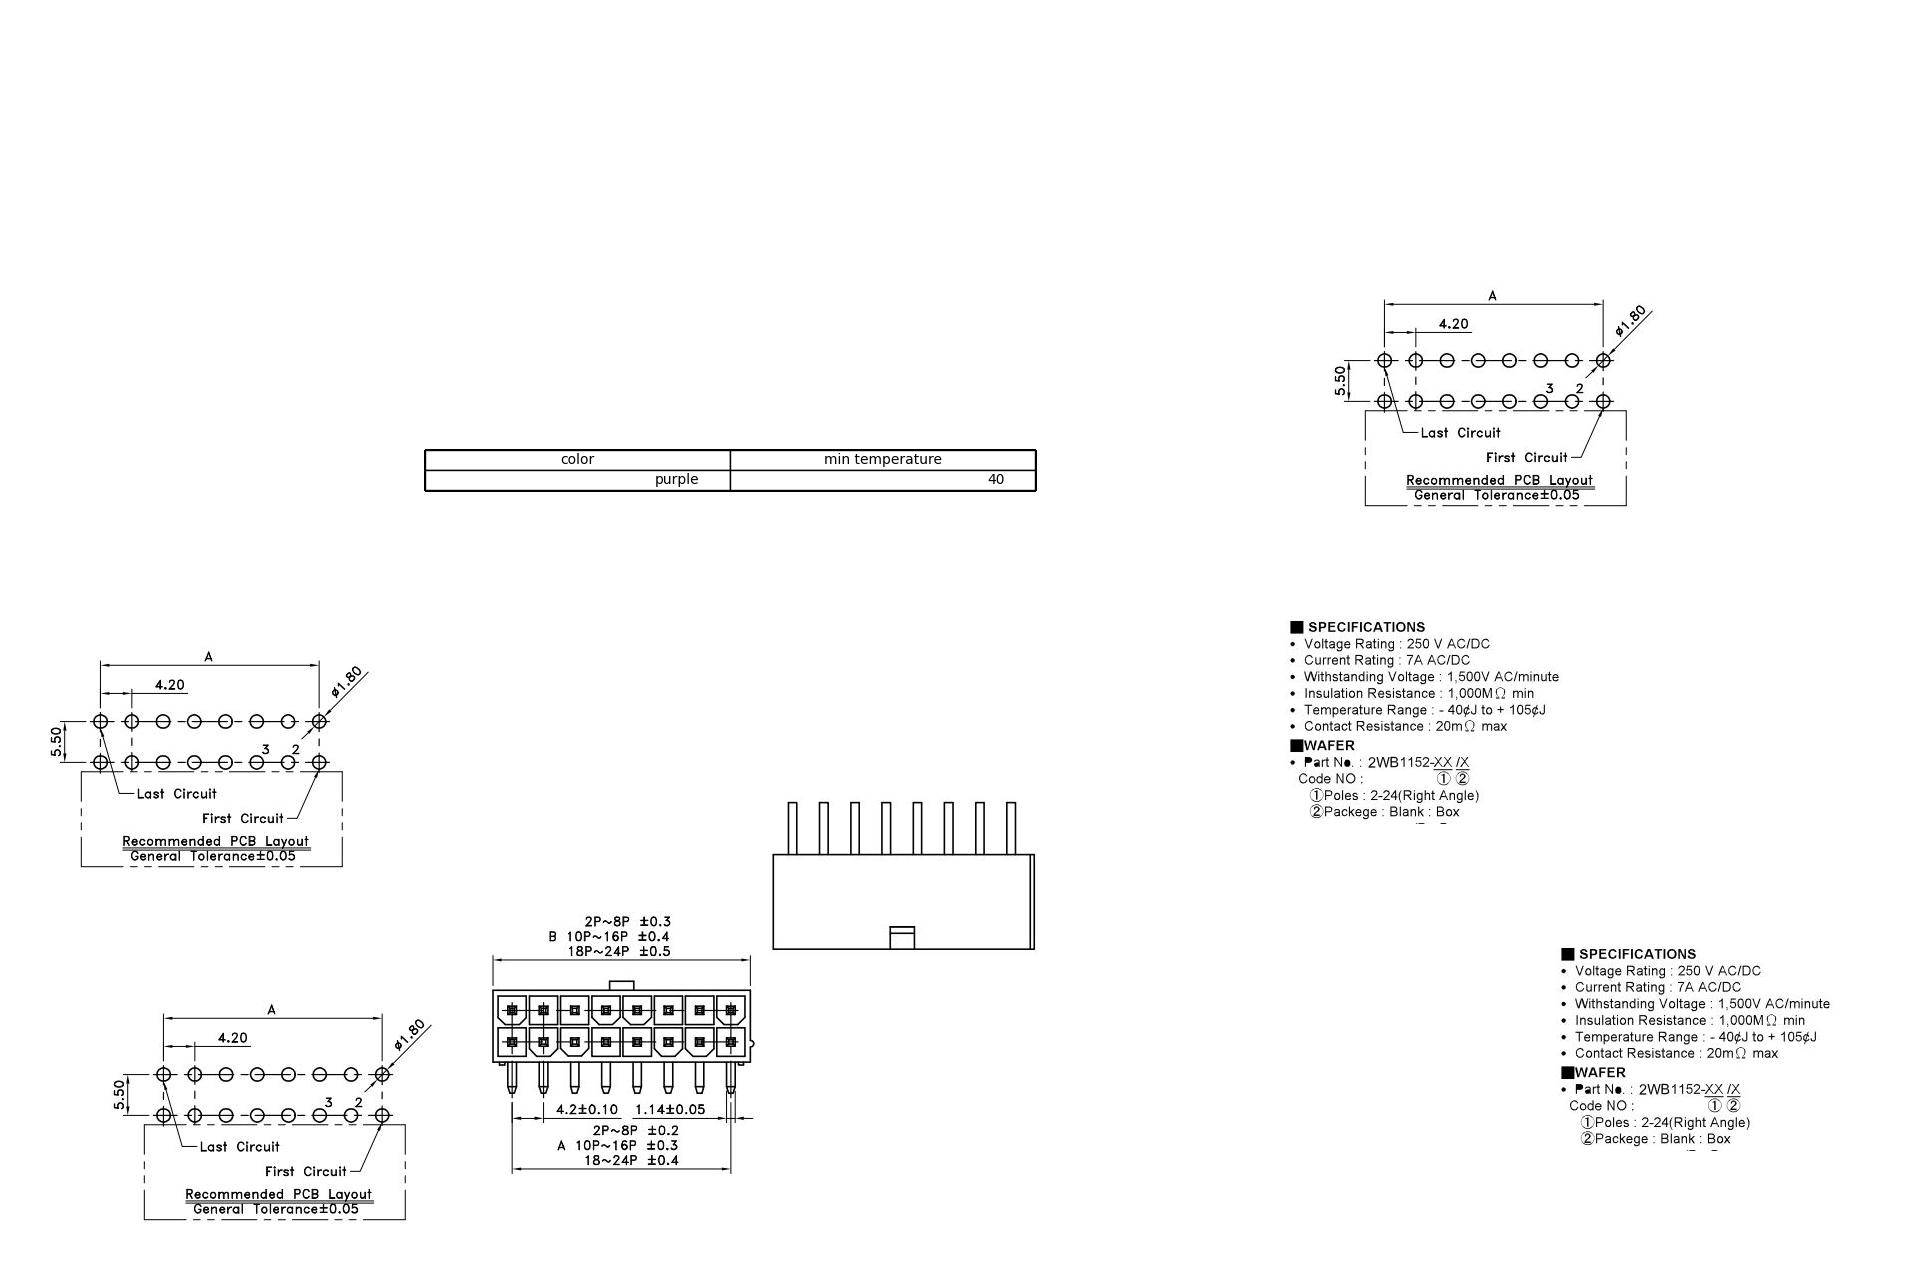 A
4.20
ø1.80
5.50
3 2
Last Circuit
First Circuit
Recommended PCB Layout
General Tolerance±0.05
color min temperature
purple 40
■ SPECIFICATIONS
• Voltage Rating : 250 V AC/DC
• Current Rating : 7A AC/DC
• Withstanding Voltage : 1,500V AC/minute
• Insulation Resistance : 1,000MΩ min
• Temperature Range : - 40¢J to + 105¢J
• Contact Resistance : 20mΩ max
■WAFER
• Part No. : 2WB1152-XX /X
Code NO : ① ②
①Poles : 2-24(Right Angle)
②Packege : Blank : Box
A
4.20
ø1.80
5.50
3 2
Last Circuit
First Circuit
Recommended PCB Layout
General Tolerance±0.05
2P~8P ±0.3
B 10P~16P ±0.4
18P~24P ±0.5
4.2±0.10 1.14±0.05
2P~8P ±0.2
A 10P~16P ±0.3
18~24P ±0.4
■ SPECIFICATIONS
• Voltage Rating : 250 V AC/DC
• Current Rating : 7A AC/DC
• Withstanding Voltage : 1,500V AC/minute
• Insulation Resistance : 1,000MΩ min
• Temperature Range : - 40¢J to + 105¢J
• Contact Resistance : 20mΩ max
■WAFER
• Part No. : 2WB1152-XX /X
Code NO : ① ②
①Poles : 2-24(Right Angle)
②Packege : Blank : Box
A
4.20
ø1.80
5.50
3 2
Last Circuit
First Circuit
Recommended PCB Layout
General Tolerance±0.05